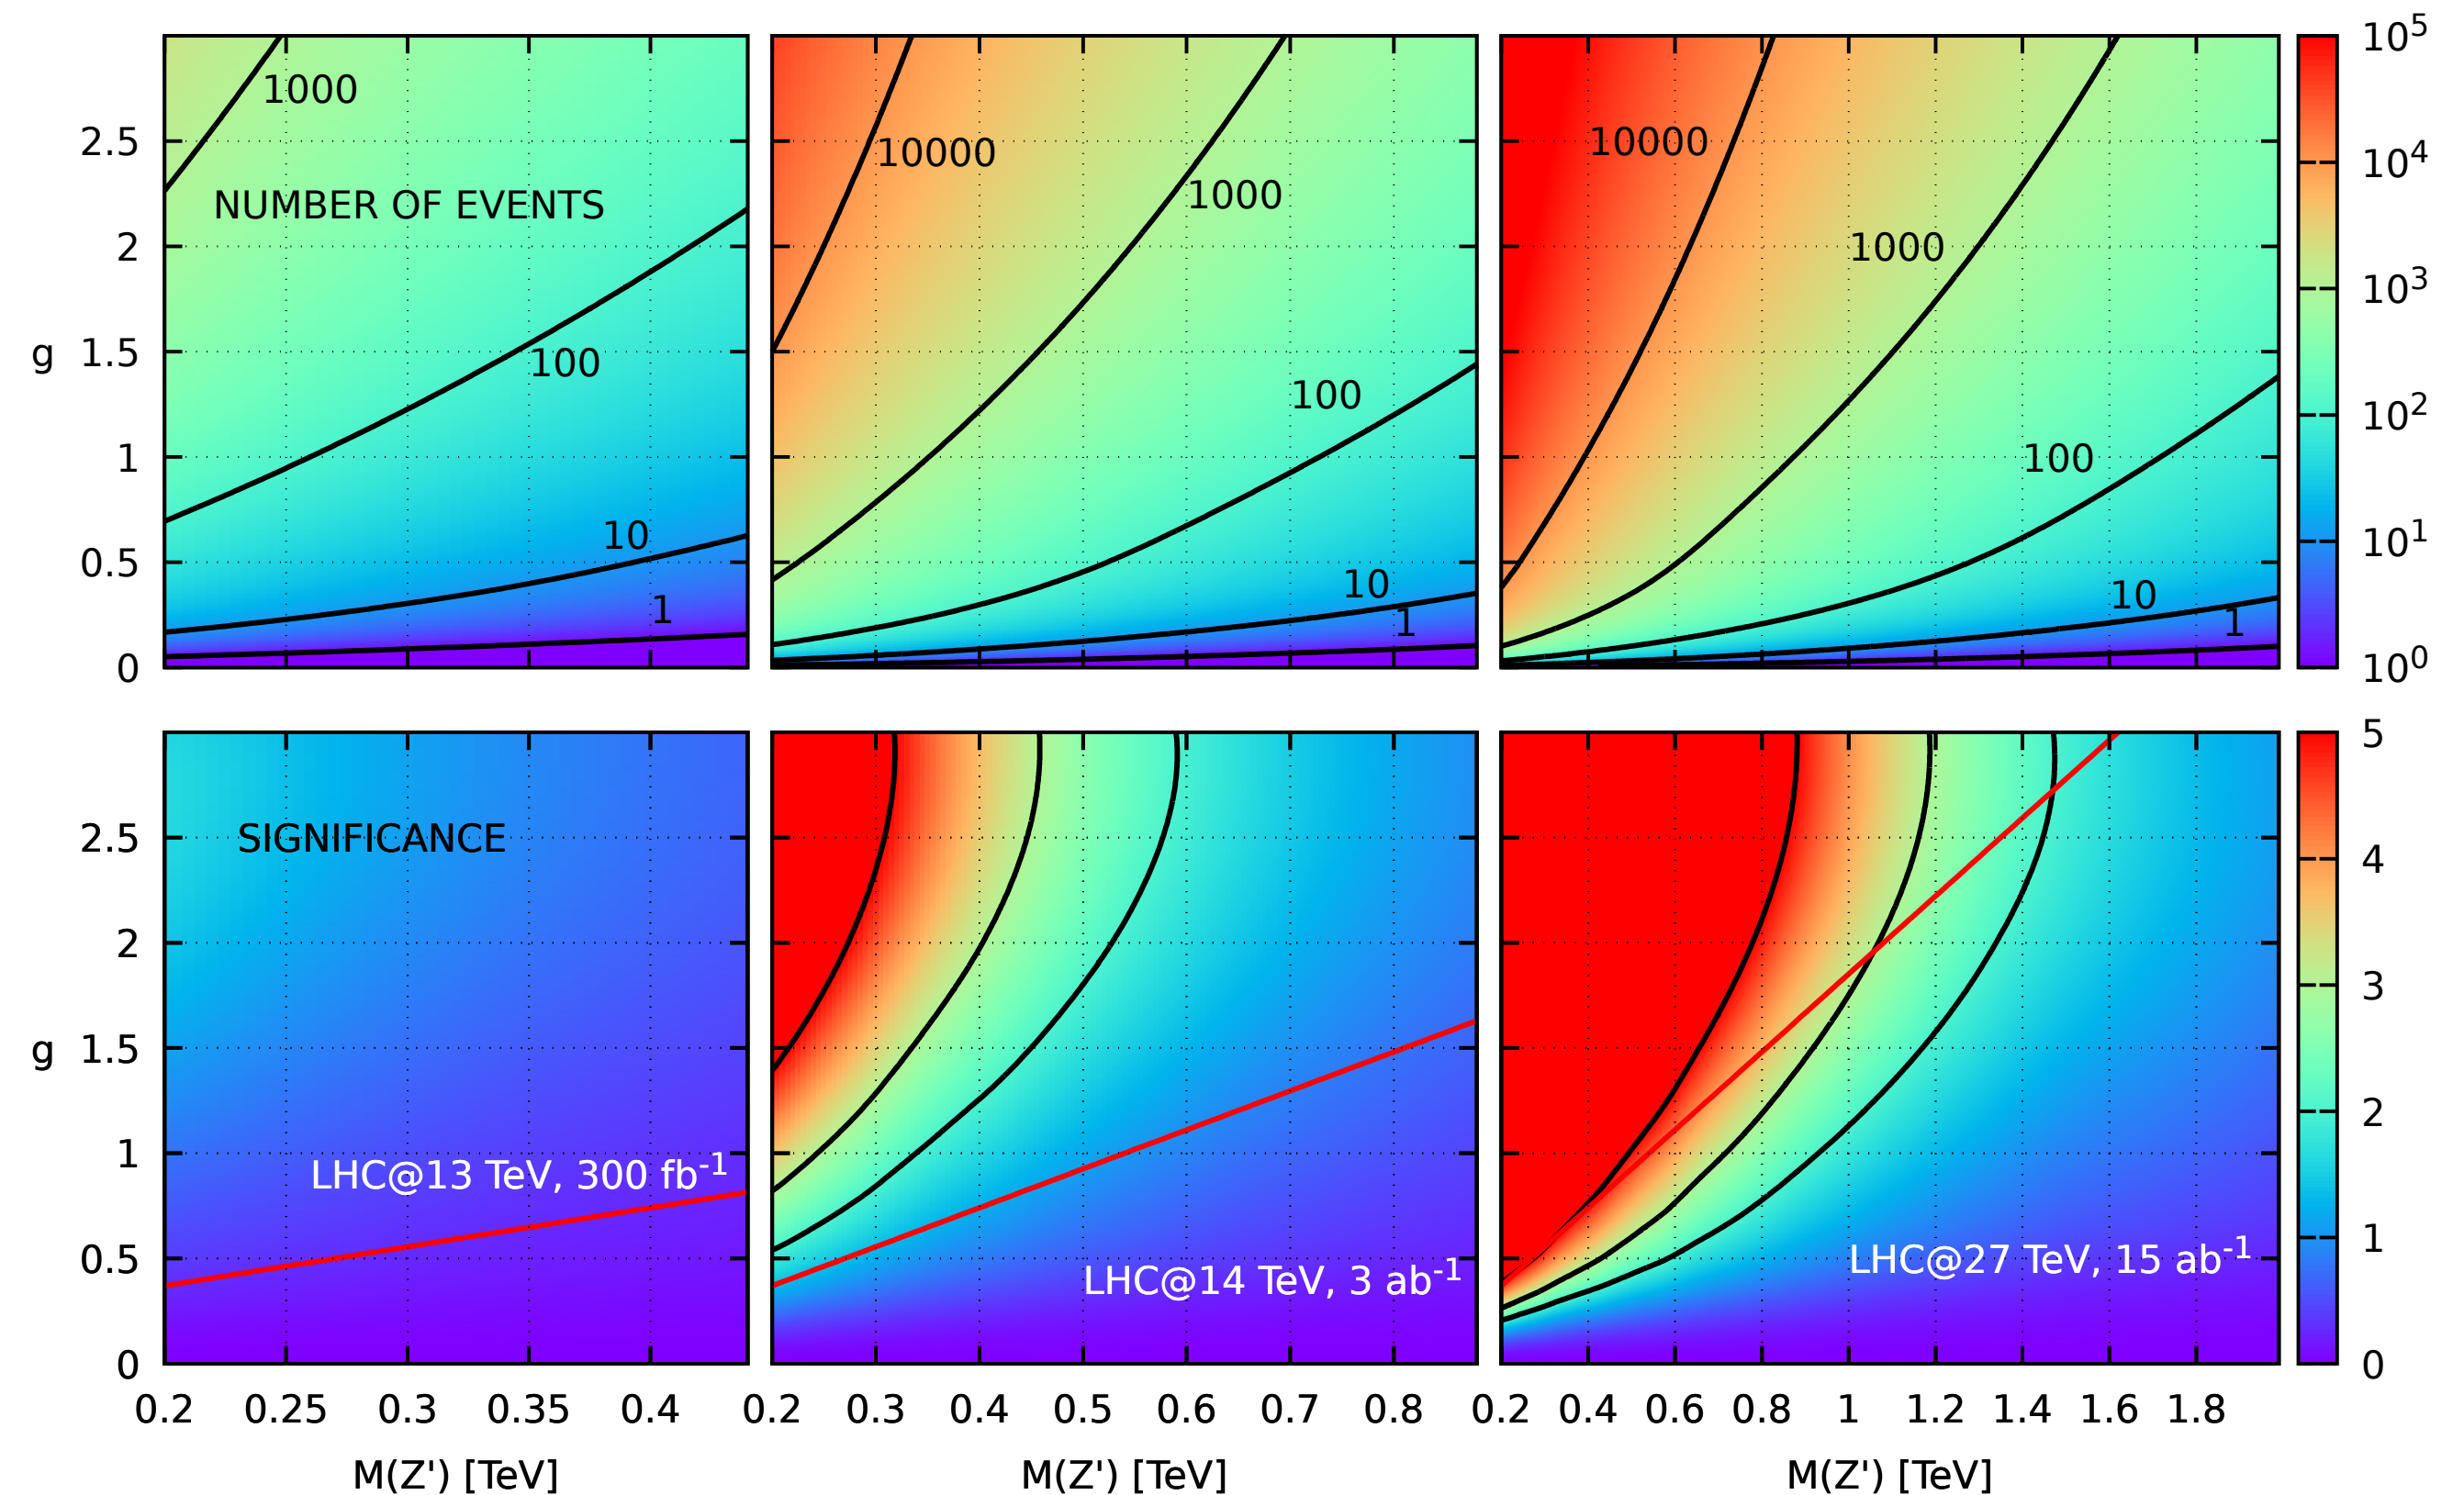 1000
NUMBER OF EVENTS
100
10
1
10000
1000
100
10
1
10000
1000
100
10
1
g
2.5
2
1.5
1
0.5
0
10^5
10^4
10^3
10^2
10^1
10^0
SIGNIFICANCE
LHC@13 TeV, 300 fb^-1
LHC@14 TeV, 3 ab^-1
LHC@27 TeV, 15 ab^-1
g
2.5
2
1.5
1
0.5
0
5
4
3
2
1
0
0.2 0.25 0.3 0.35 0.4
0.2 0.3 0.4 0.5 0.6 0.7 0.8
0.2 0.4 0.6 0.8 1 1.2 1.4 1.6 1.8
M(Z') [TeV]
M(Z') [TeV]
M(Z') [TeV]